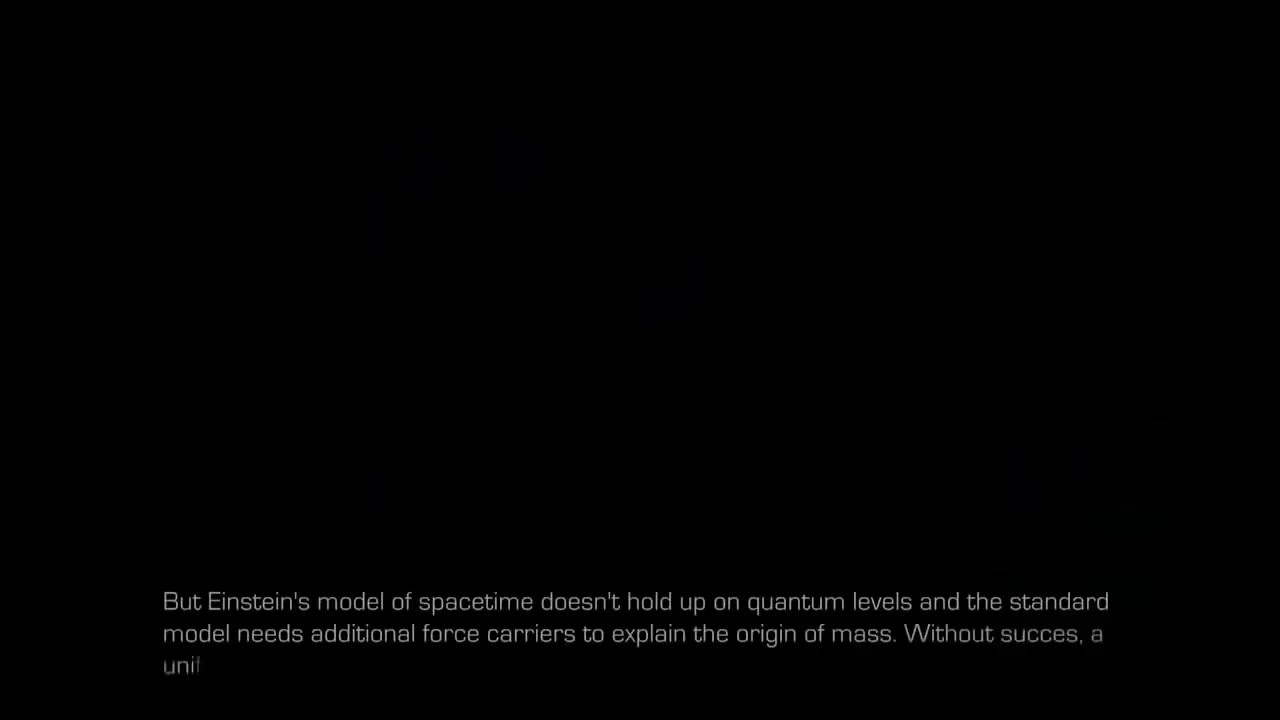 But Einstein's model of spacetime doesn't hold up on quantum levels and the standard
model needs additional force carriers to explain the origin of mass. Without succes, a
unif